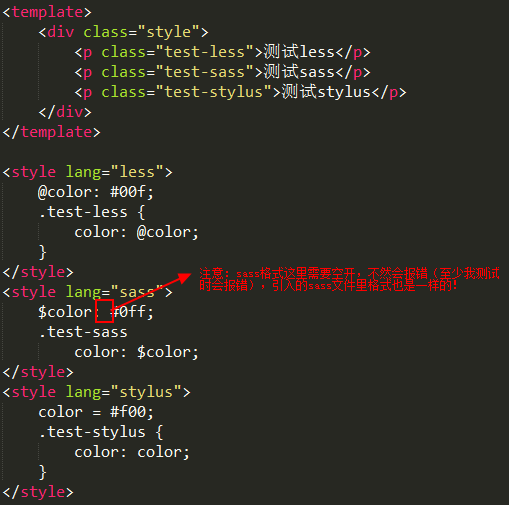 <template>
    <div class="style">
        <p class="test-less">测试less</p>
        <p class="test-sass">测试sass</p>
        <p class="test-stylus">测试stylus</p>
    </div>
</template>
<style lang="less">
    @color: #00f;
    .test-less {
        color: @color;
    }
</style>
注意：sass格式这里需要空开，不然会报错（至少我测试
时会报错），引入的sass文件里格式也是一样的！
<style lang="sass">
    $color: #0ff;
    .test-sass
        color: $color;
</style>
<style lang="stylus">
    color = #f00;
    .test-stylus {
        color: color;
    }
</style>